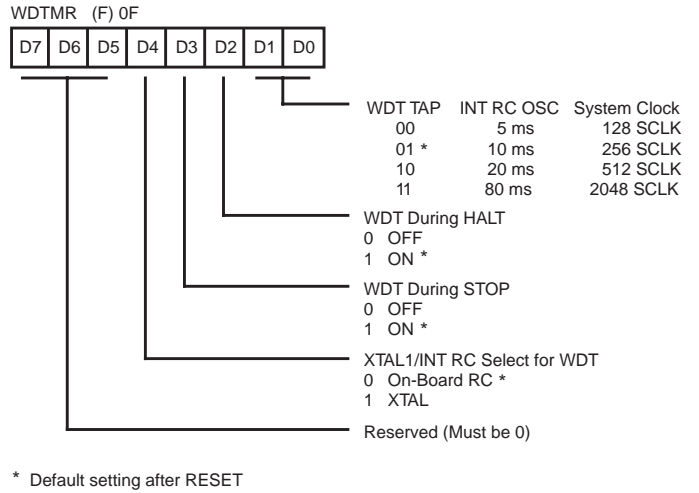 WDTMR (F) 0F
D7 D6 D5 D4 D3 D2 D1 D0
WDT TAP INT RC OSC System Clock
00 5 ms 128 SCLK
01 * 10 ms 256 SCLK
10 20 ms 512 SCLK
11 80 ms 2048 SCLK
WDT During HALT
0 OFF
1 ON *
WDT During STOP
0 OFF
1 ON *
XTAL1/INT RC Select for WDT
0 On-Board RC *
1 XTAL
Reserved (Must be 0)
* Default setting after RESET